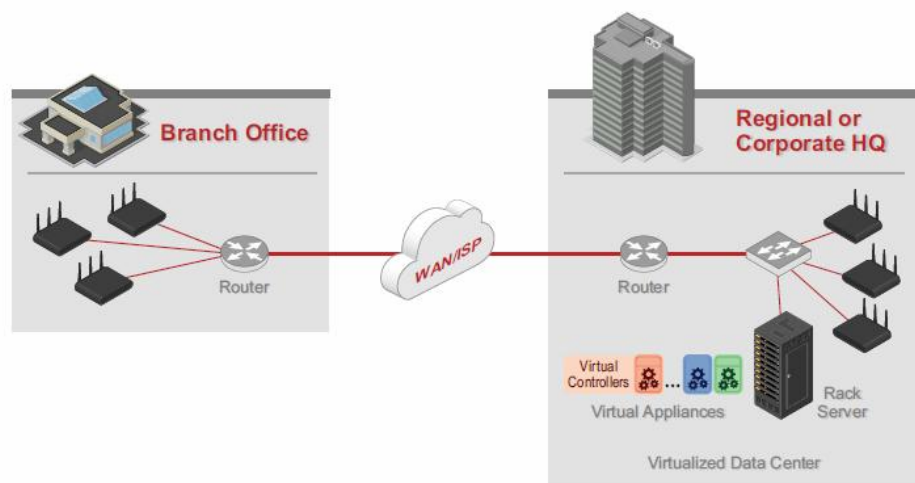 Branch Office
Regional or
Corporate HQ
WAN/ISP
Router
Router
Virtual
Controllers
...
Virtual Appliances
Rack
Server
Virtualized Data Center